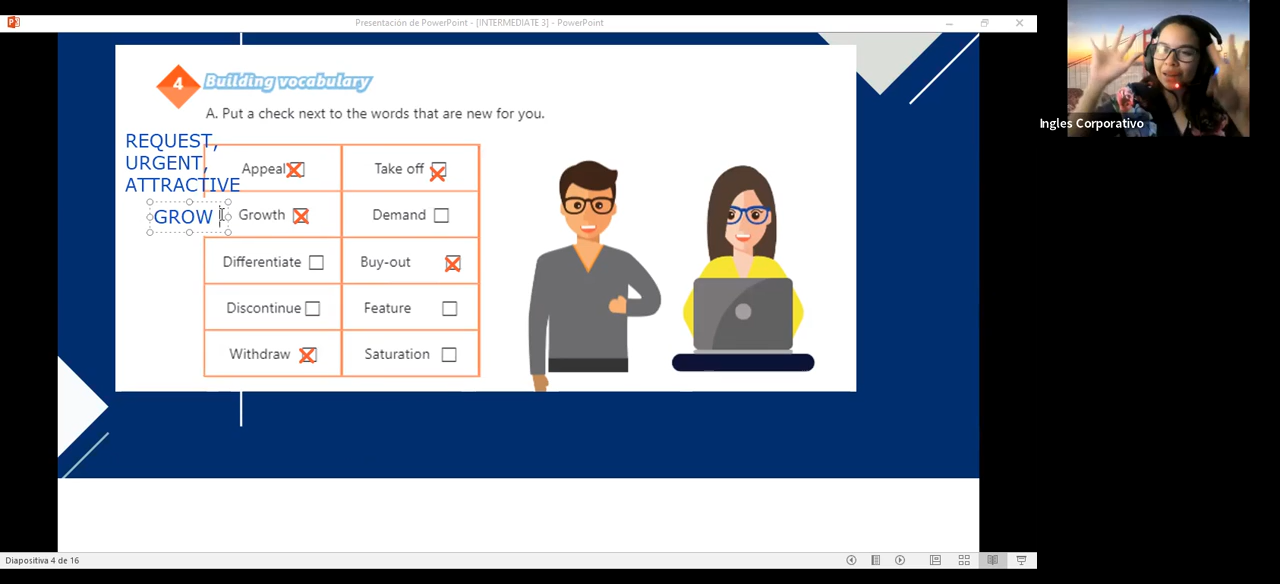 Presentación de PowerPoint - [INTERMEDIATE 3] - PowerPoint
4 Building vocabulary
A. Put a check next to the words that are new for you.
REQUEST,
URGENT,
ATTRACTIVE
GROW
Appeal
Take off
Growth
Demand
Differentiate
Buy-out
Discontinue
Feature
Withdraw
Saturation
Ingles Corporativo
Diapositiva 4 de 16